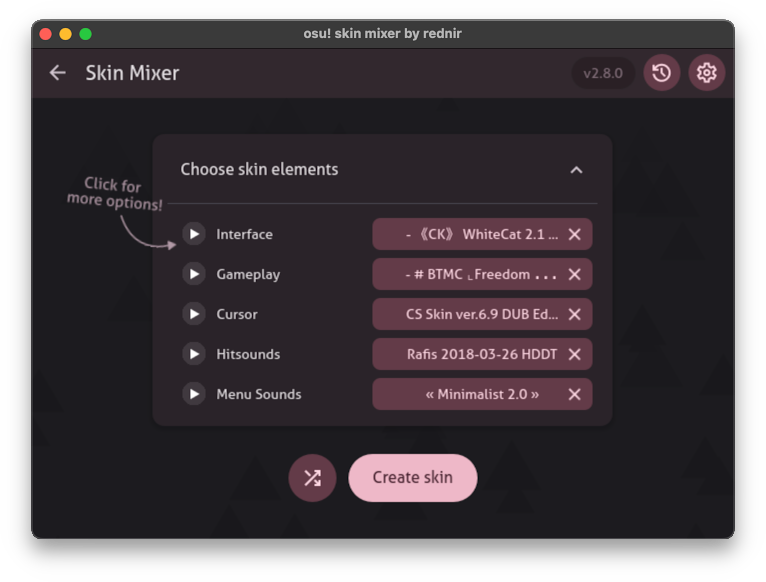 osu! skin mixer by rednir
Skin Mixer
v2.8.0
Choose skin elements
Click for
more options!
Interface
- 《CK》 WhiteCat 2.1 ...
Gameplay
- # BTMC ⌞Freedom ...
Cursor
CS Skin ver.6.9 DUB Ed...
Hitsounds
Rafis 2018-03-26 HDDT
Menu Sounds
« Minimalist 2.0 »
Create skin